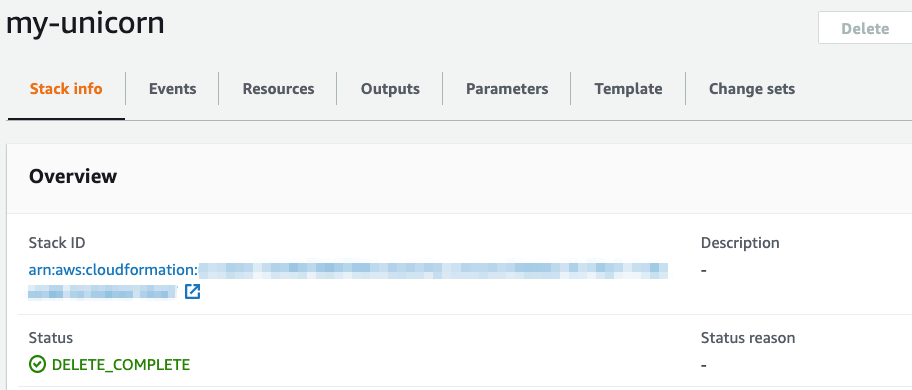 my-unicorn
Delete
Stack info
Events
Resources
Outputs
Parameters
Template
Change sets
Overview
Stack ID
Description
arn:aws:cloudformation:
-
Status
Status reason
DELETE_COMPLETE
-